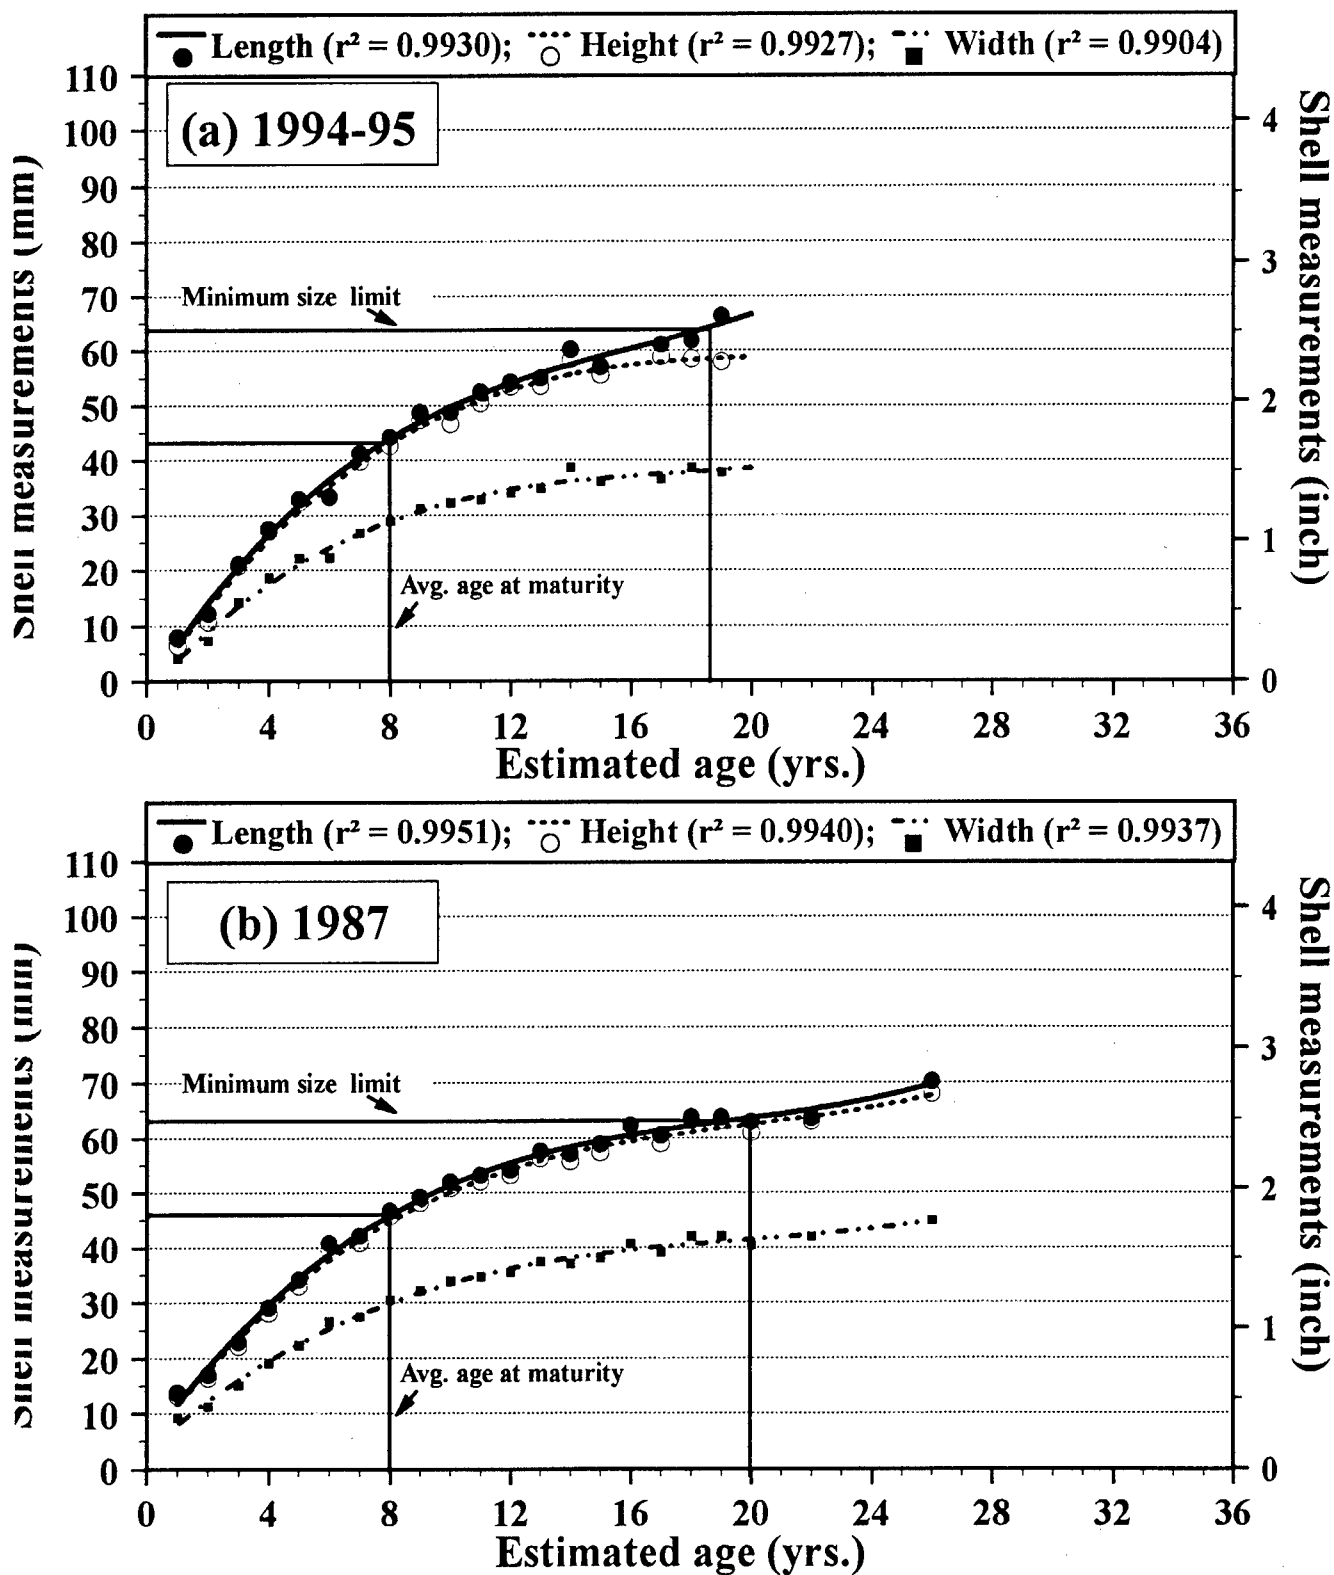 Length (r² = 0.9930); Height (r² = 0.9927); Width (r² = 0.9904)
(a) 1994-95
110
100
90
80
70
60
50
40
30
20
10
0
Shell measurements (mm)
4
3
2
1
0
Shell measurements (inch)
Minimum size limit
Avg. age at maturity
0 4 8 12 16 20 24 28 32 36
Estimated age (yrs.)
Length (r² = 0.9951); Height (r² = 0.9940); Width (r² = 0.9937)
(b) 1987
110
100
90
80
70
60
50
40
30
20
10
0
Shell measurements (mm)
4
3
2
1
0
Shell measurements (inch)
Minimum size limit
Avg. age at maturity
0 4 8 12 16 20 24 28 32 36
Estimated age (yrs.)